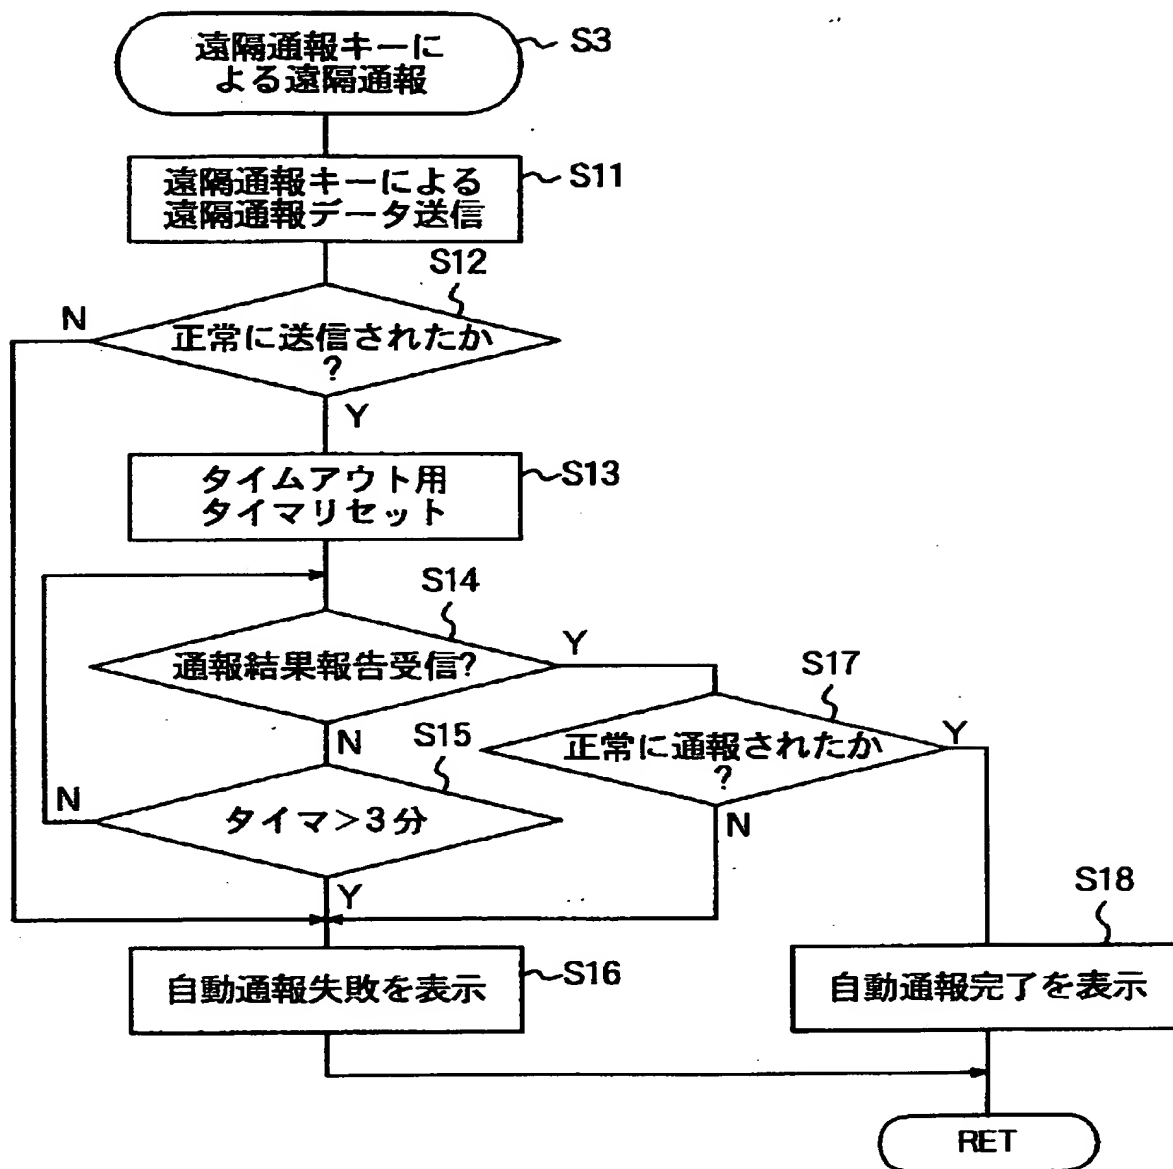 遠隔通報キーに
よる遠隔通報
S3
遠隔通報キーによる
遠隔通報データ送信
S11
S12
N
正常に送信されたか
?
Y
タイムアウト用
タイマリセット
S13
S14
通報結果報告受信?
Y
N
S15
S17
正常に通報されたか
?
Y
N
N
タイマ>3分
Y
自動通報失敗を表示
S16
S18
自動通報完了を表示
RET